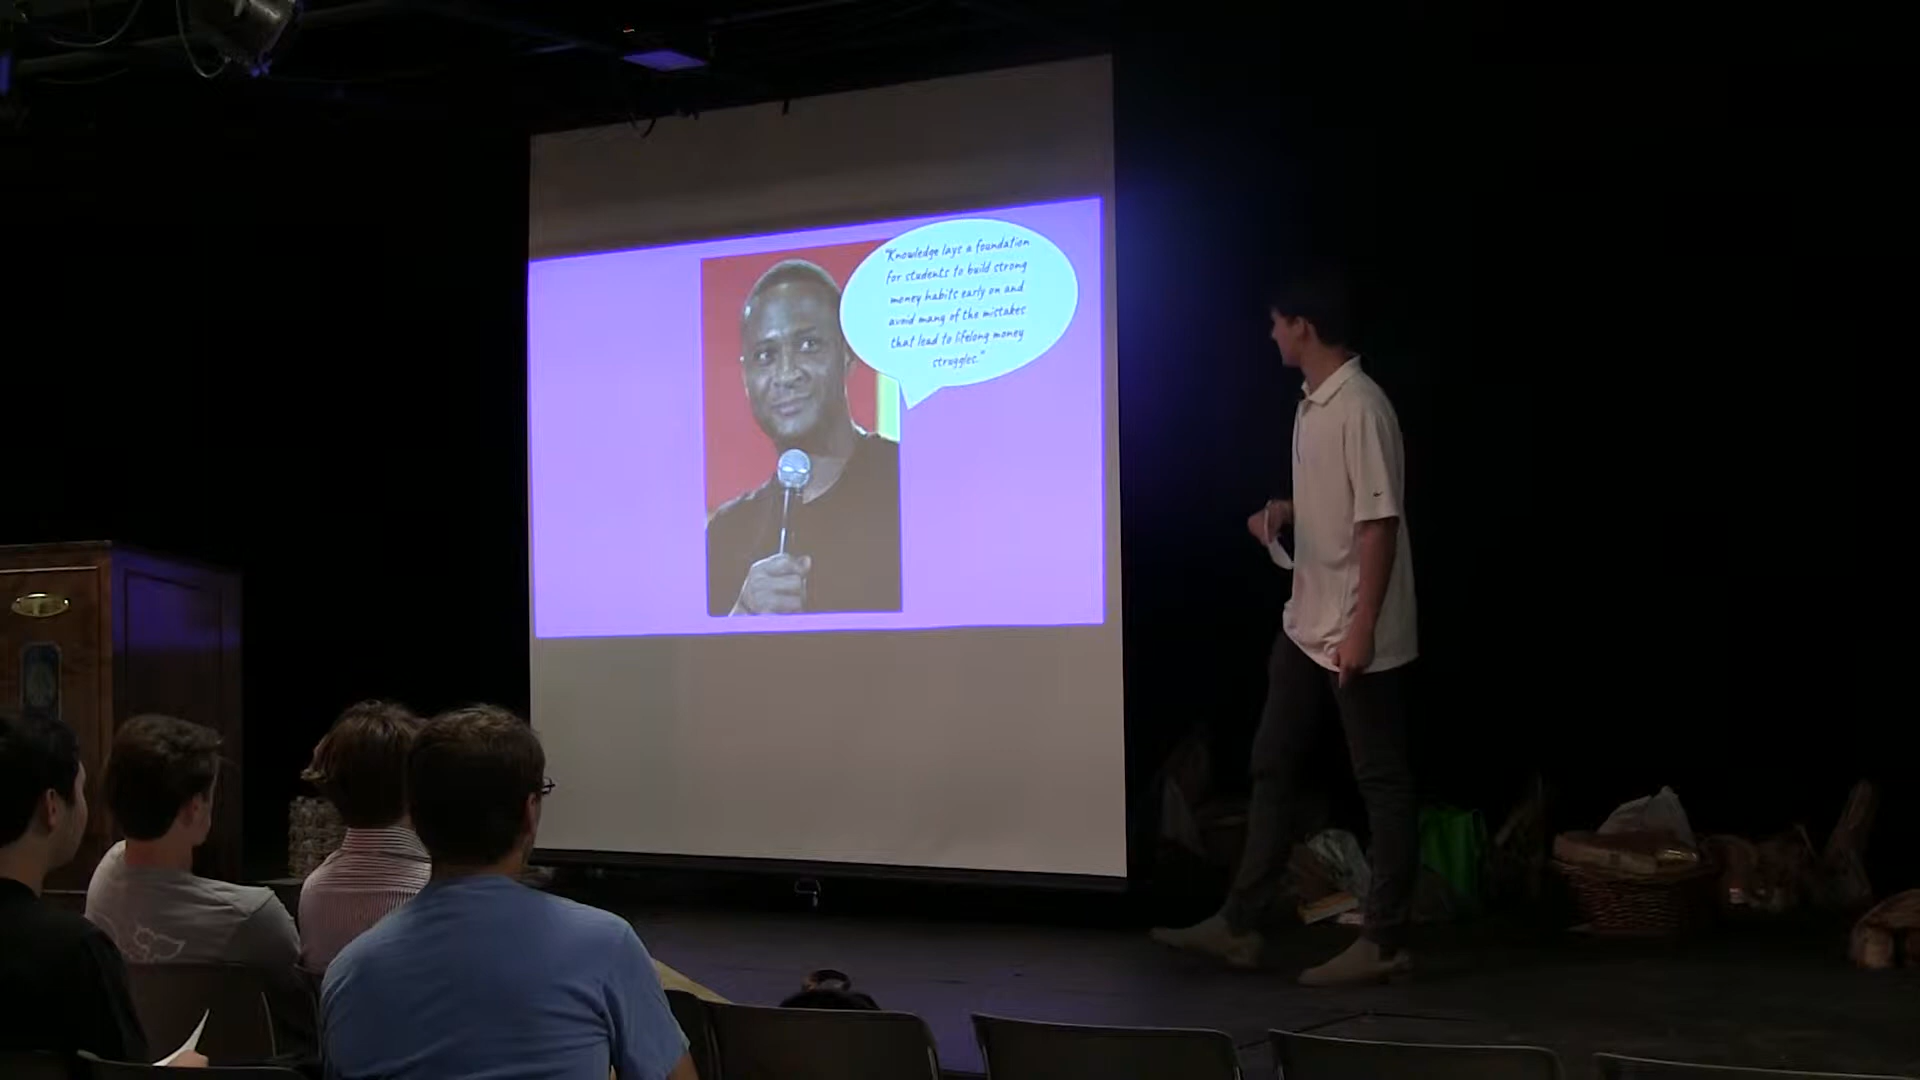 "Knowledge lays a foundation
for students to build strong
money habits early on and
avoid many of the mistakes
that lead to lifelong money
struggles."